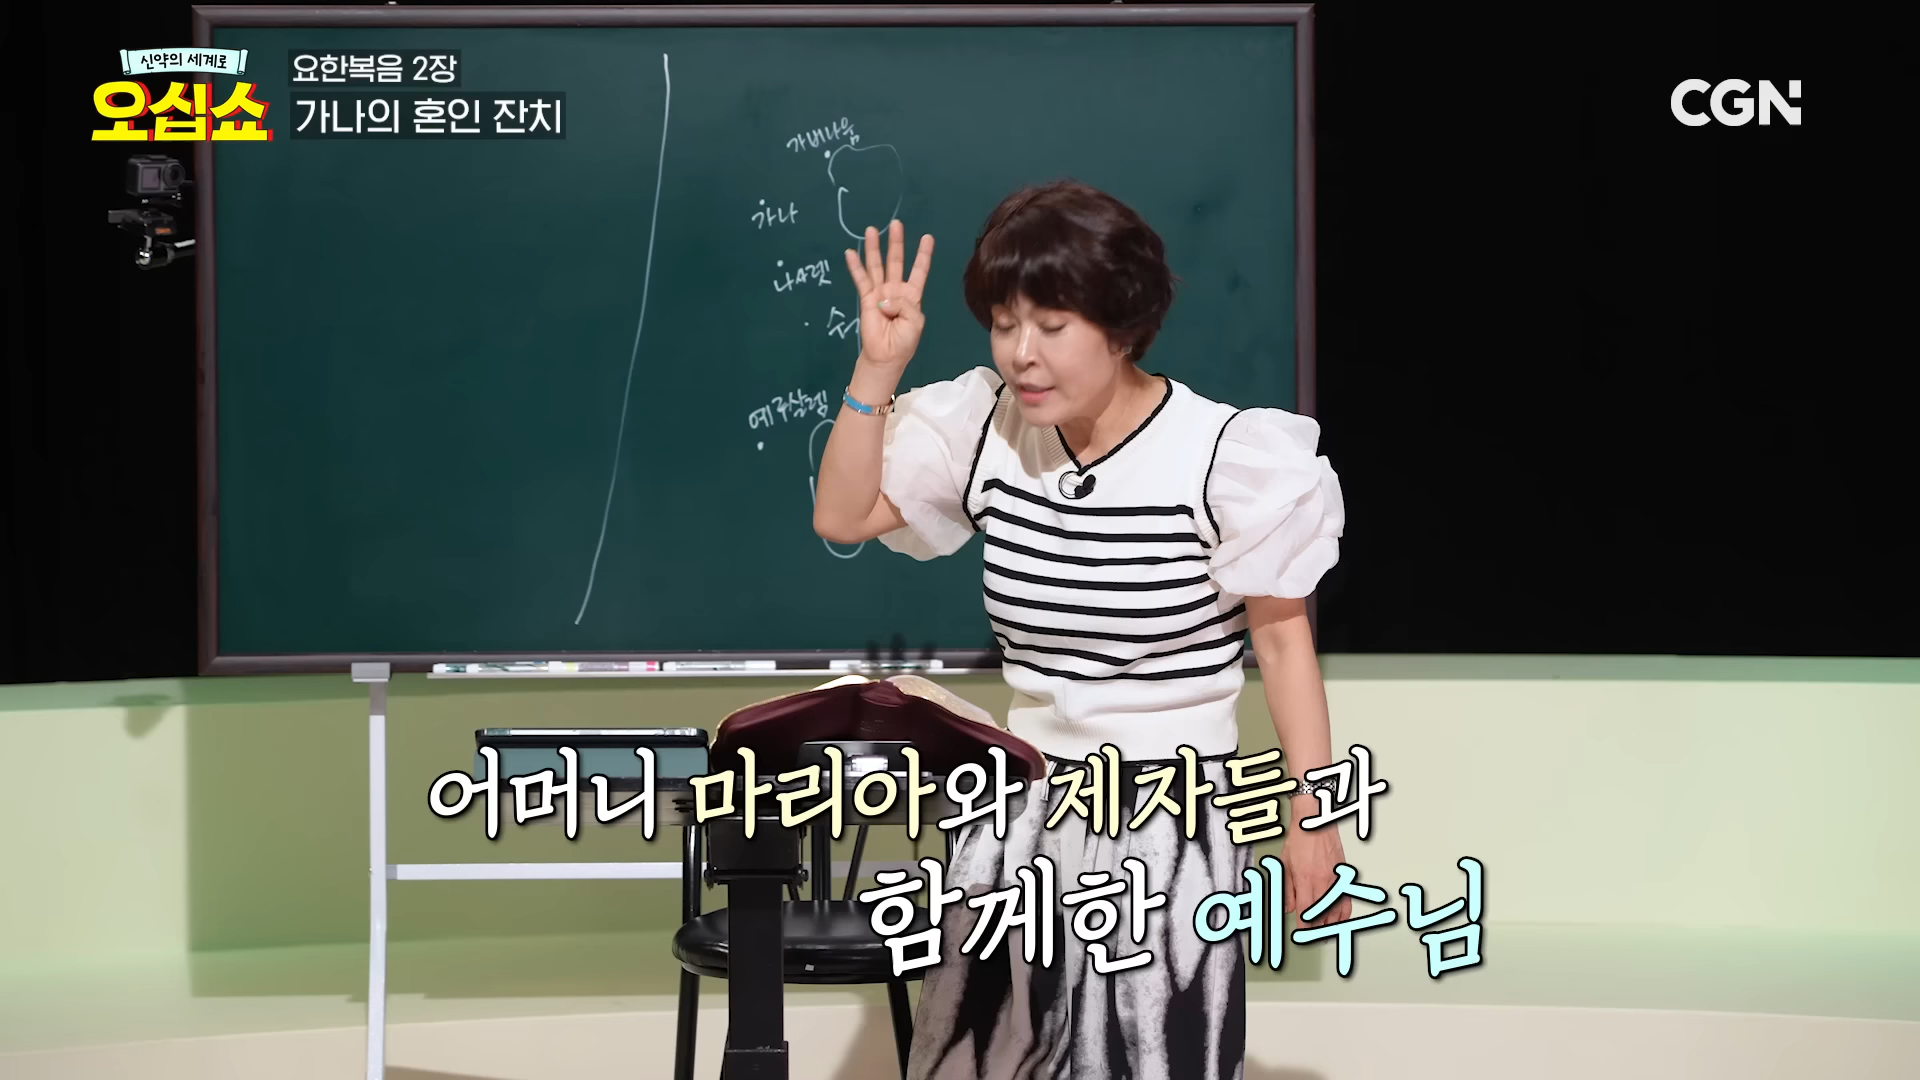 신약의 세계로
오십쇼
요한복음 2장
가나의 혼인 잔치
CGN
가버나움
가나
나사렛
예루살렘
어머니 마리아와 제자들과
함께한 예수님